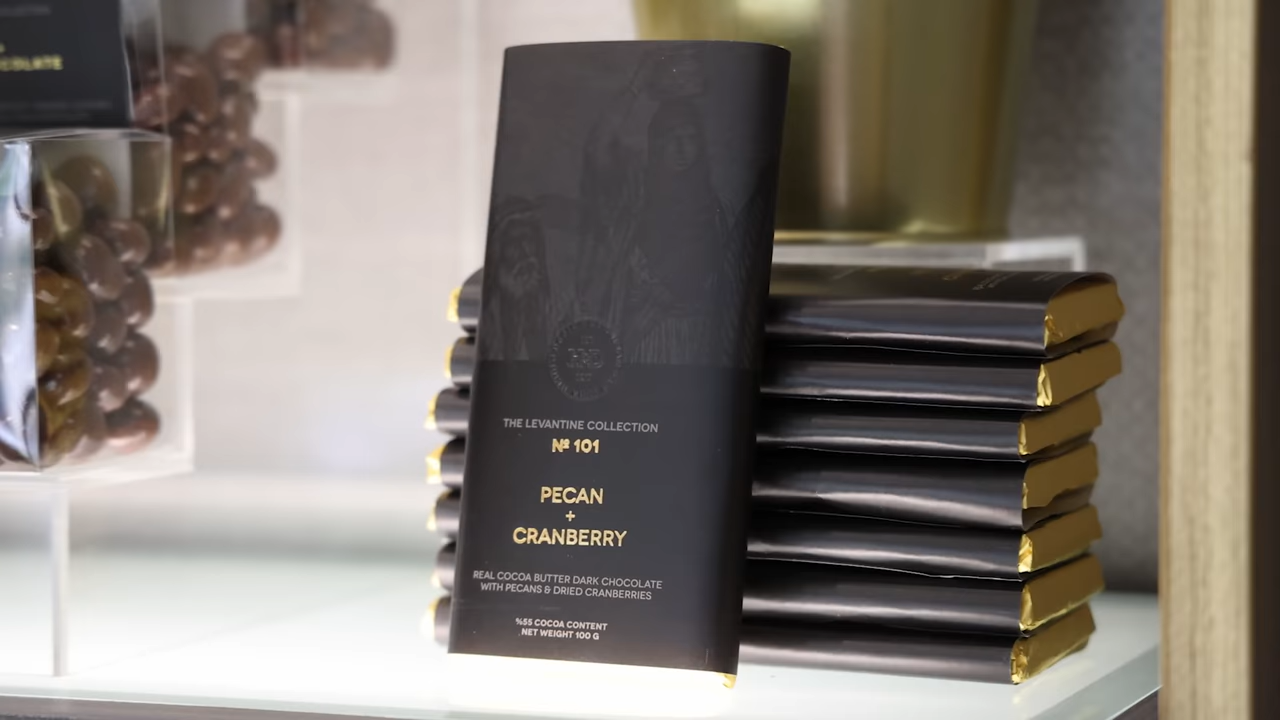 THE LEVANTINE COLLECTION
Nº 101
PECAN
+
CRANBERRY
REAL COCOA BUTTER DARK CHOCOLATE
WITH PECANS & DRIED CRANBERRIES
%55 COCOA CONTENT
NET WEIGHT 100 G